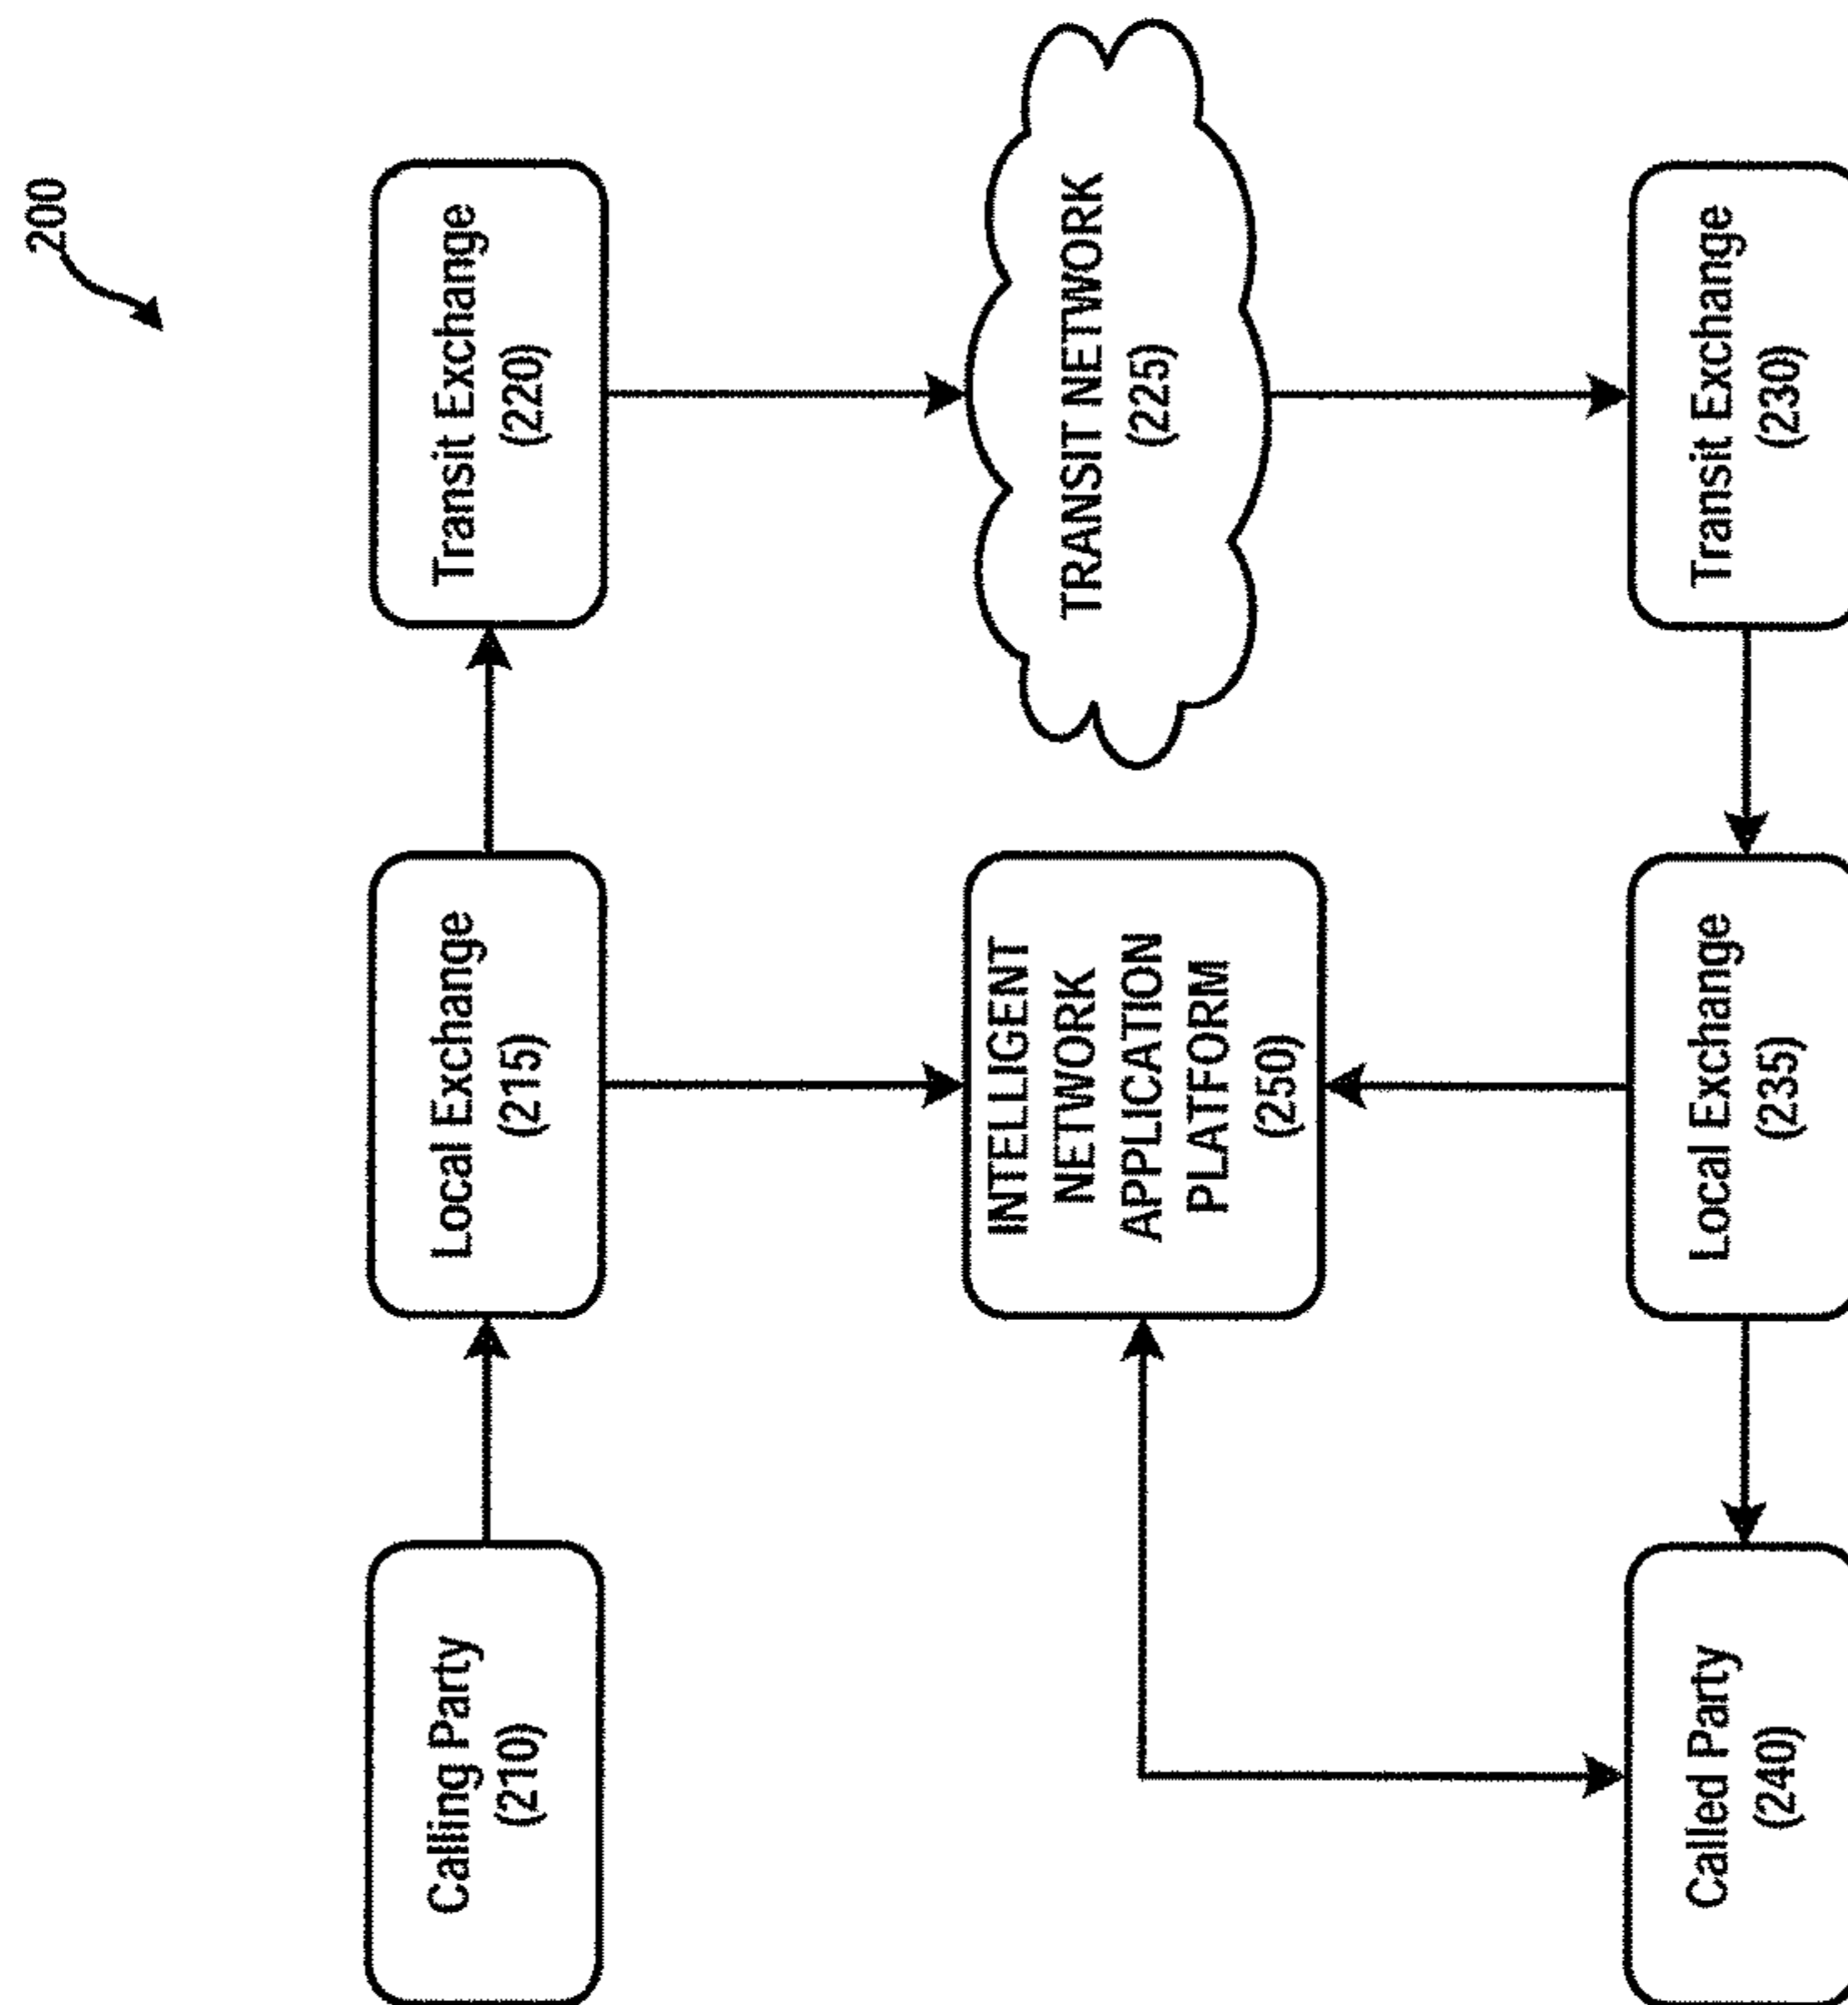 200
Calling Party
(210)
Local Exchange
(215)
Transit Exchange
(220)
INTELLIGENT
NETWORK
APPLICATION
PLATFORM
(250)
TRANSIT NETWORK
(225)
Called Party
(240)
Local Exchange
(235)
Transit Exchange
(230)